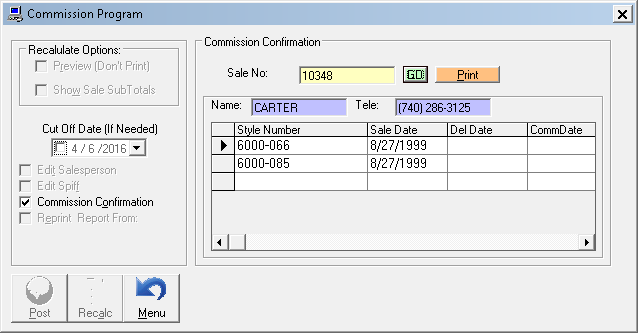 Commission Program
Recalulate Options:
Preview (Don't Print)
Show Sale SubTotals
Cut Off Date (If Needed)
4 / 6 /2016
Edit Salesperson
Edit Spiff
Commission Confirmation
Reprint Report From:
Post
Recalc
Menu
Commission Confirmation
Sale No:
10348
GO!
Print
Name:
CARTER
Tele:
(740) 286-3125
Style Number Sale Date Del Date CommDate
6000-066 8/27/1999
6000-085 8/27/1999